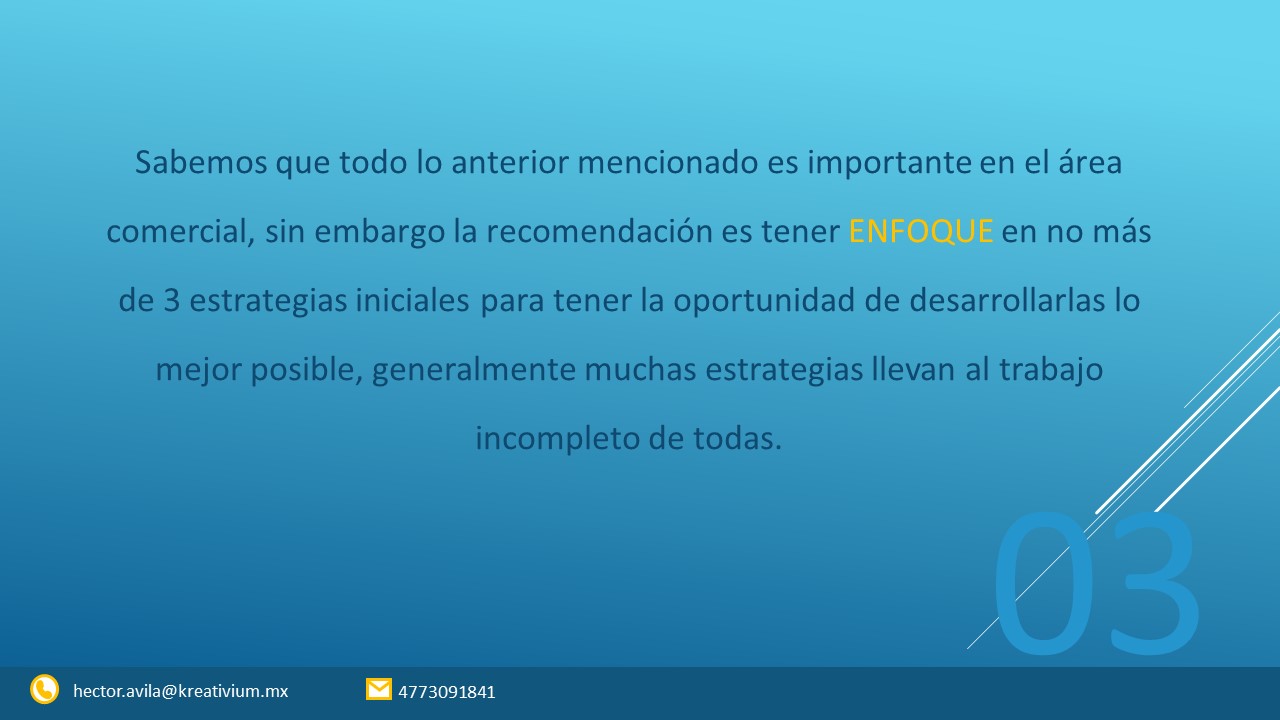 Sabemos que todo lo anterior mencionado es importante en el área
comercial, sin embargo la recomendación es tener ENFOQUE en no más
de 3 estrategias iniciales para tener la oportunidad de desarrollarlas lo
mejor posible, generalmente muchas estrategias llevan al trabajo
incompleto de todas.
03
hector.avila@kreativium.mx
4773091841